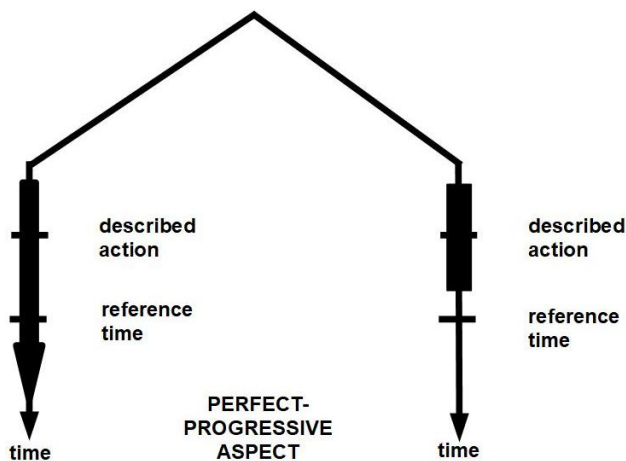 described
action
reference
time
time
PERFECT-
PROGRESSIVE
ASPECT
described
action
reference
time
time